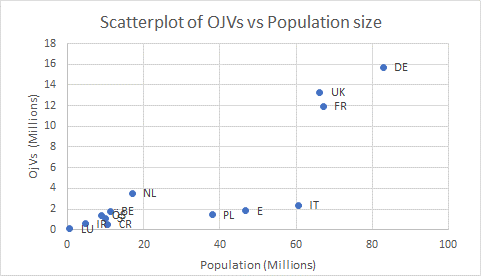 Scatterplot of OJVs vs Population size
18
16
14
12
10
8
6
4
2
0
OjVs (Millions)
DE
UK
FR
NL
BE
IR
LU
CR
PL
E
IT
0
20
40
60
80
100
Population (Millions)